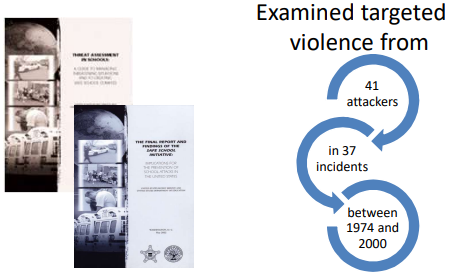 THREAT ASSESSMENT
IN SCHOOLS:
A GUIDE TO MANAGING
THREATENING SITUATIONS
AND TO CREATING
SAFE SCHOOL CLIMATES
THE FINAL REPORT AND
FINDINGS OF THE
SAFE SCHOOL
INITIATIVE:
IMPLICATIONS FOR
THE PREVENTION OF
SCHOOL ATTACKS IN
THE UNITED STATES
Examined targeted
violence from
41
attackers
in 37
incidents
between
1974 and
2000